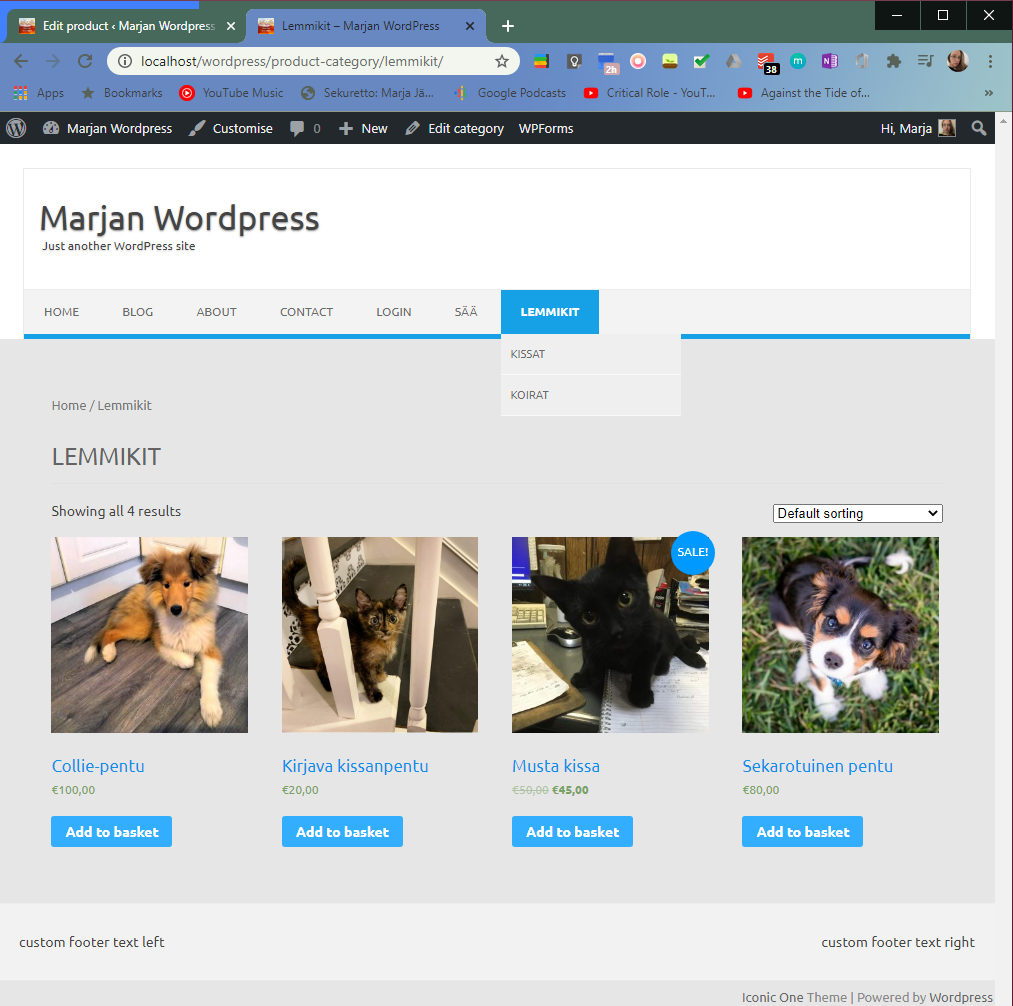 Edit product ‹ Marjan Wordpress
Lemmikit – Marjan WordPress
localhost/wordpress/product-category/lemmikit/
2h
38
m
N
Apps
Bookmarks
YouTube Music
Sekuretto: Marja Jä...
Google Podcasts
Critical Role - YouT...
Against the Tide of...
»
Marjan Wordpress
Customise
0
New
Edit category
WPForms
Hi, Marja
Marjan Wordpress
Just another WordPress site
HOME
BLOG
ABOUT
CONTACT
LOGIN
SÄÄ
LEMMIKIT
KISSAT
KOIRAT
Home / Lemmikit
LEMMIKIT
Showing all 4 results
Default sorting
SALE!
Collie-pentu
Kirjava kissanpentu
Musta kissa
Sekarotuinen pentu
€100,00
€20,00
€50,00 €45,00
€80,00
Add to basket
Add to basket
Add to basket
Add to basket
custom footer text left
custom footer text right
Iconic One Theme | Powered by Wordpress